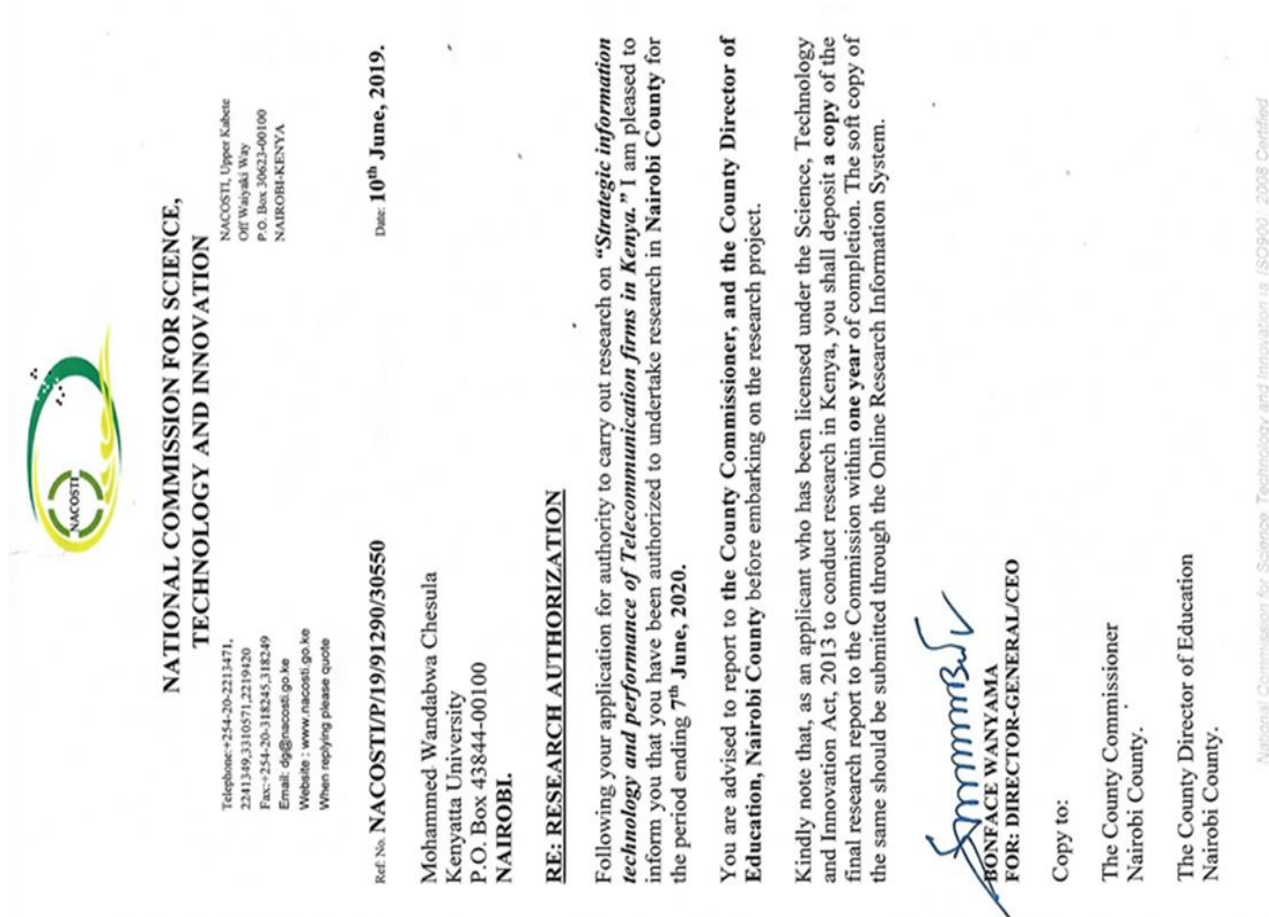 NACOSTI
NATIONAL COMMISSION FOR SCIENCE,
TECHNOLOGY AND INNOVATION
Telephone:+254-20-2213471,
2241349,3310571,2219420
Fax:+254-20-318245,318249
Email: dg@nacosti.go.ke
Website : www.nacosti.go.ke
When replying please quote
NACOSTI, Upper Kabete
Off Waiyaki Way
P.O. Box 30623-00100
NAIROBI-KENYA
Ref: No. NACOSTI/P/19/91290/30550
Date: 10th June, 2019.
Mohammed Wandabwa Chesula
Kenyatta University
P.O. Box 43844-00100
NAIROBI.
RE: RESEARCH AUTHORIZATION
Following your application for authority to carry out research on "Strategic information
technology and performance of Telecommunication firms in Kenya." I am pleased to
inform you that you have been authorized to undertake research in Nairobi County for
the period ending 7th June, 2020.
You are advised to report to the County Commissioner, and the County Director of
Education, Nairobi County before embarking on the research project.
Kindly note that, as an applicant who has been licensed under the Science, Technology
and Innovation Act, 2013 to conduct research in Kenya, you shall deposit a copy of the
final research report to the Commission within one year of completion. The soft copy of
the same should be submitted through the Online Research Information System.
BONFACE WANYAMA
FOR: DIRECTOR-GENERAL/CEO
Copy to:
The County Commissioner
Nairobi County.
The County Director of Education
Nairobi County.
National Commission for Science, Technology and Innovation is ISO900: 2008 Certified